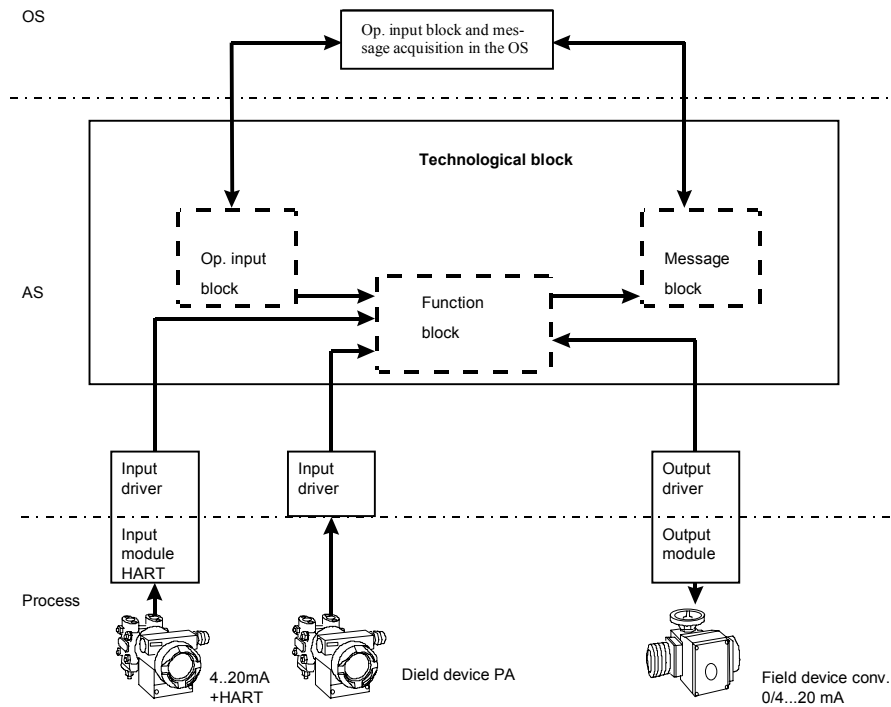 OS
Op. input block and mes-
sage acquisition in the OS
Technological block
Op. input
block
Message
block
AS
Function
block
Input
driver
Input
driver
Output
driver
Input
module
HART
Output
module
Process
4..20mA
+HART
Dield device PA
Field device conv.
0/4...20 mA